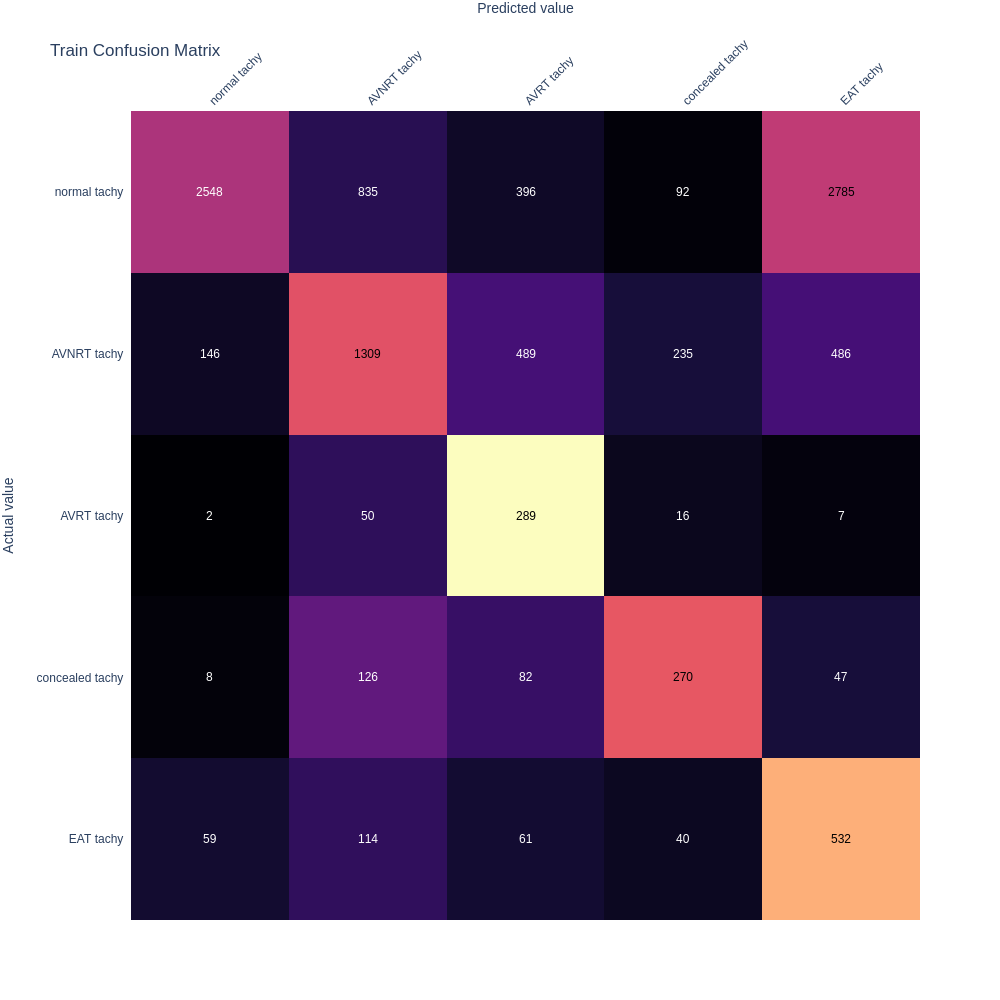 Predicted value
Train Confusion Matrix
normal tachy
AVNRT tachy
AVRT tachy
concealed tachy
EAT tachy
normal tachy 2548 835 396 92 2785
AVNRT tachy 146 1309 489 235 486
Actual value
AVRT tachy 2 50 289 16 7
concealed tachy 8 126 82 270 47
EAT tachy 59 114 61 40 532